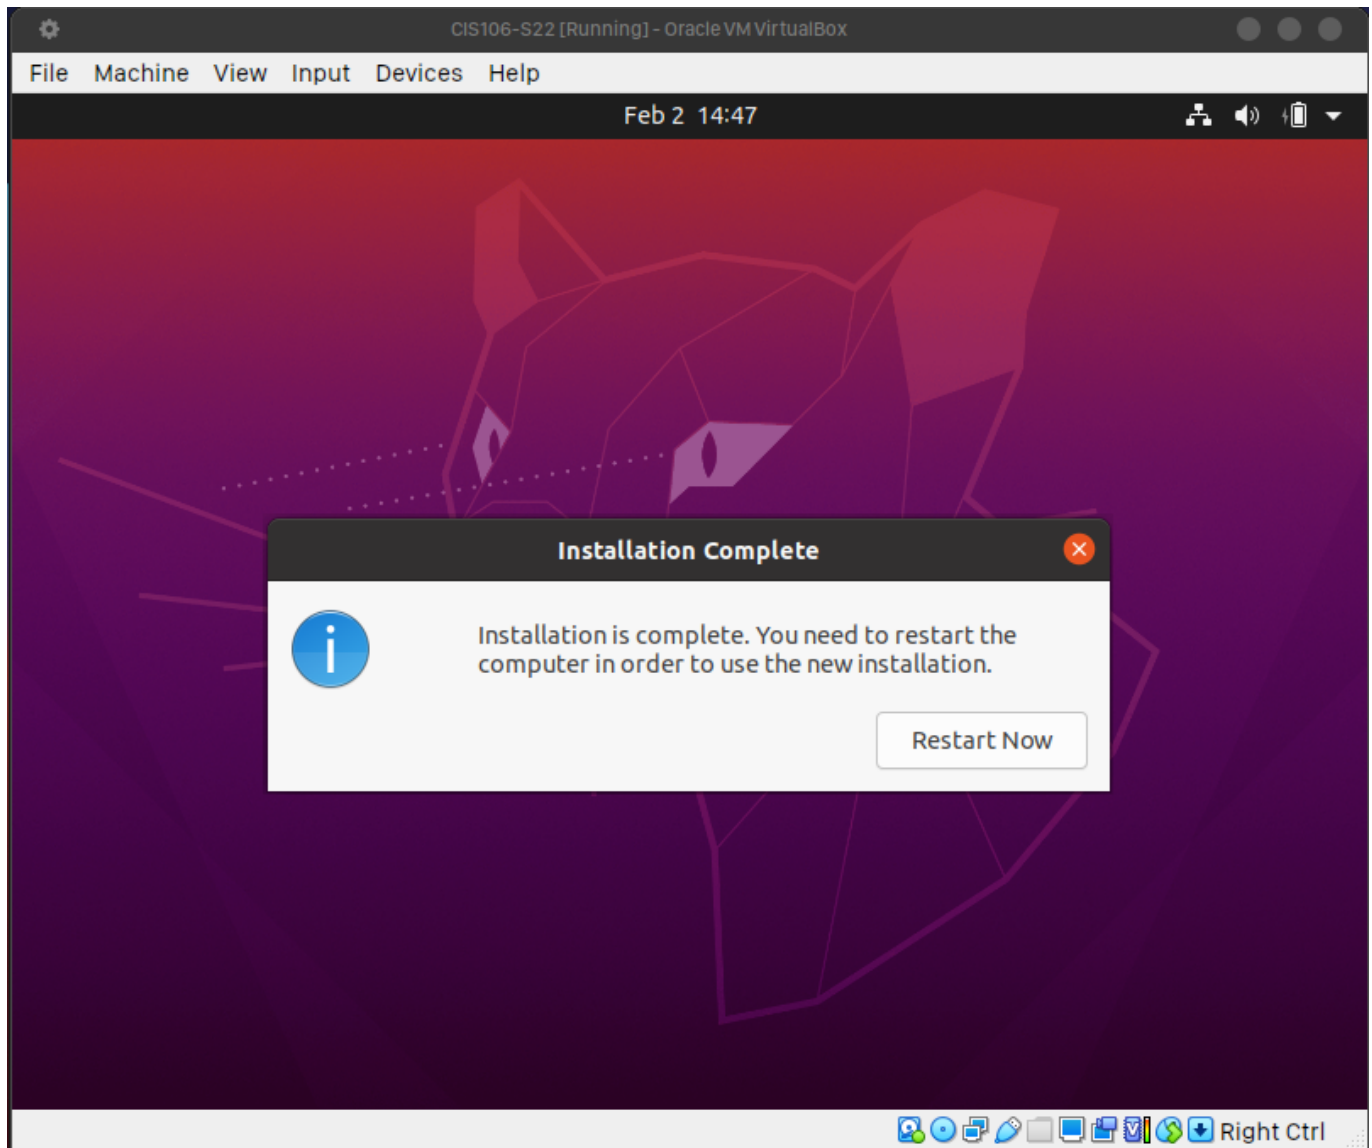 CIS106-S22 [Running] - Oracle VM VirtualBox
File Machine View Input Devices Help
Feb 2 14:47
Installation Complete
Installation is complete. You need to restart the
computer in order to use the new installation.
Restart Now
Right Ctrl